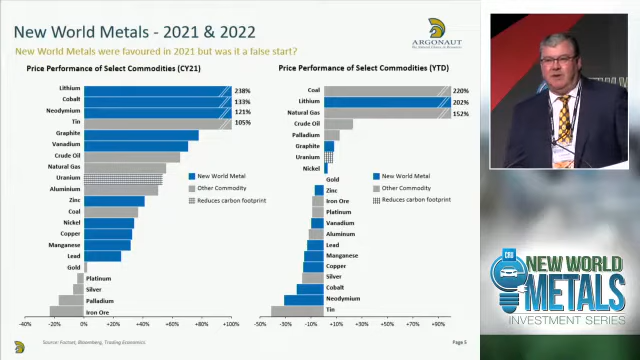 New World Metals - 2021 & 2022
New World Metals were favoured in 2021 but was it a false start?
ARGONAUT
Price Performance of Select Commodities (CY21)
Lithium 238%
Cobalt 133%
Neodymium 121%
Tin 105%
Graphite
Vanadium
Crude Oil
Natural Gas
Uranium
Aluminium
Zinc
Coal
Nickel
Copper
Manganese
Lead
Gold
Platinum
Silver
Palladium
Iron Ore
New World Metal
Other Commodity
Reduces carbon footprint
-40% -20% +0% +20% +40% +60% +80% +100%
Price Performance of Select Commodities (YTD)
Coal 220%
Lithium 202%
Natural Gas 152%
Crude Oil
Palladium
Graphite
Uranium
Nickel
Gold
Zinc
Iron Ore
Platinum
Vanadium
Aluminum
Lead
Manganese
Copper
Silver
Cobalt
Neodymium
Tin
New World Metal
Other Commodity
Reduces carbon footprint
-50% -30% -10% +10% +30% +50% +70% +90%
Source: Factset, Bloomberg, Trading Economics
Page 5
NEW WORLD
METALS
INVESTMENT SERIES